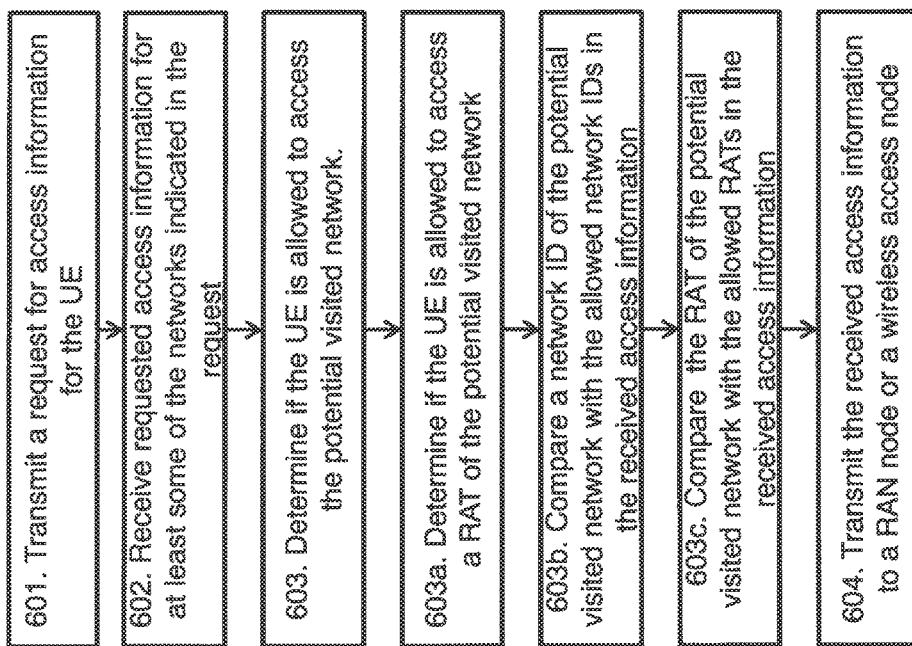 601. Transmit a request for access information
for the UE
602. Receive requested access information for
at least some of the networks indicated in the
request
603. Determine if the UE is allowed to access
the potential visited network.
603a. Determine if the UE is allowed to access
a RAT of the potential visited network
603b. Compare a network ID of the potential
visited network with the allowed network IDs in
the received access information
603c. Compare the RAT of the potential
visited network with the allowed RATs in the
received access information
604. Transmit the received access information
to a RAN node or a wireless access node